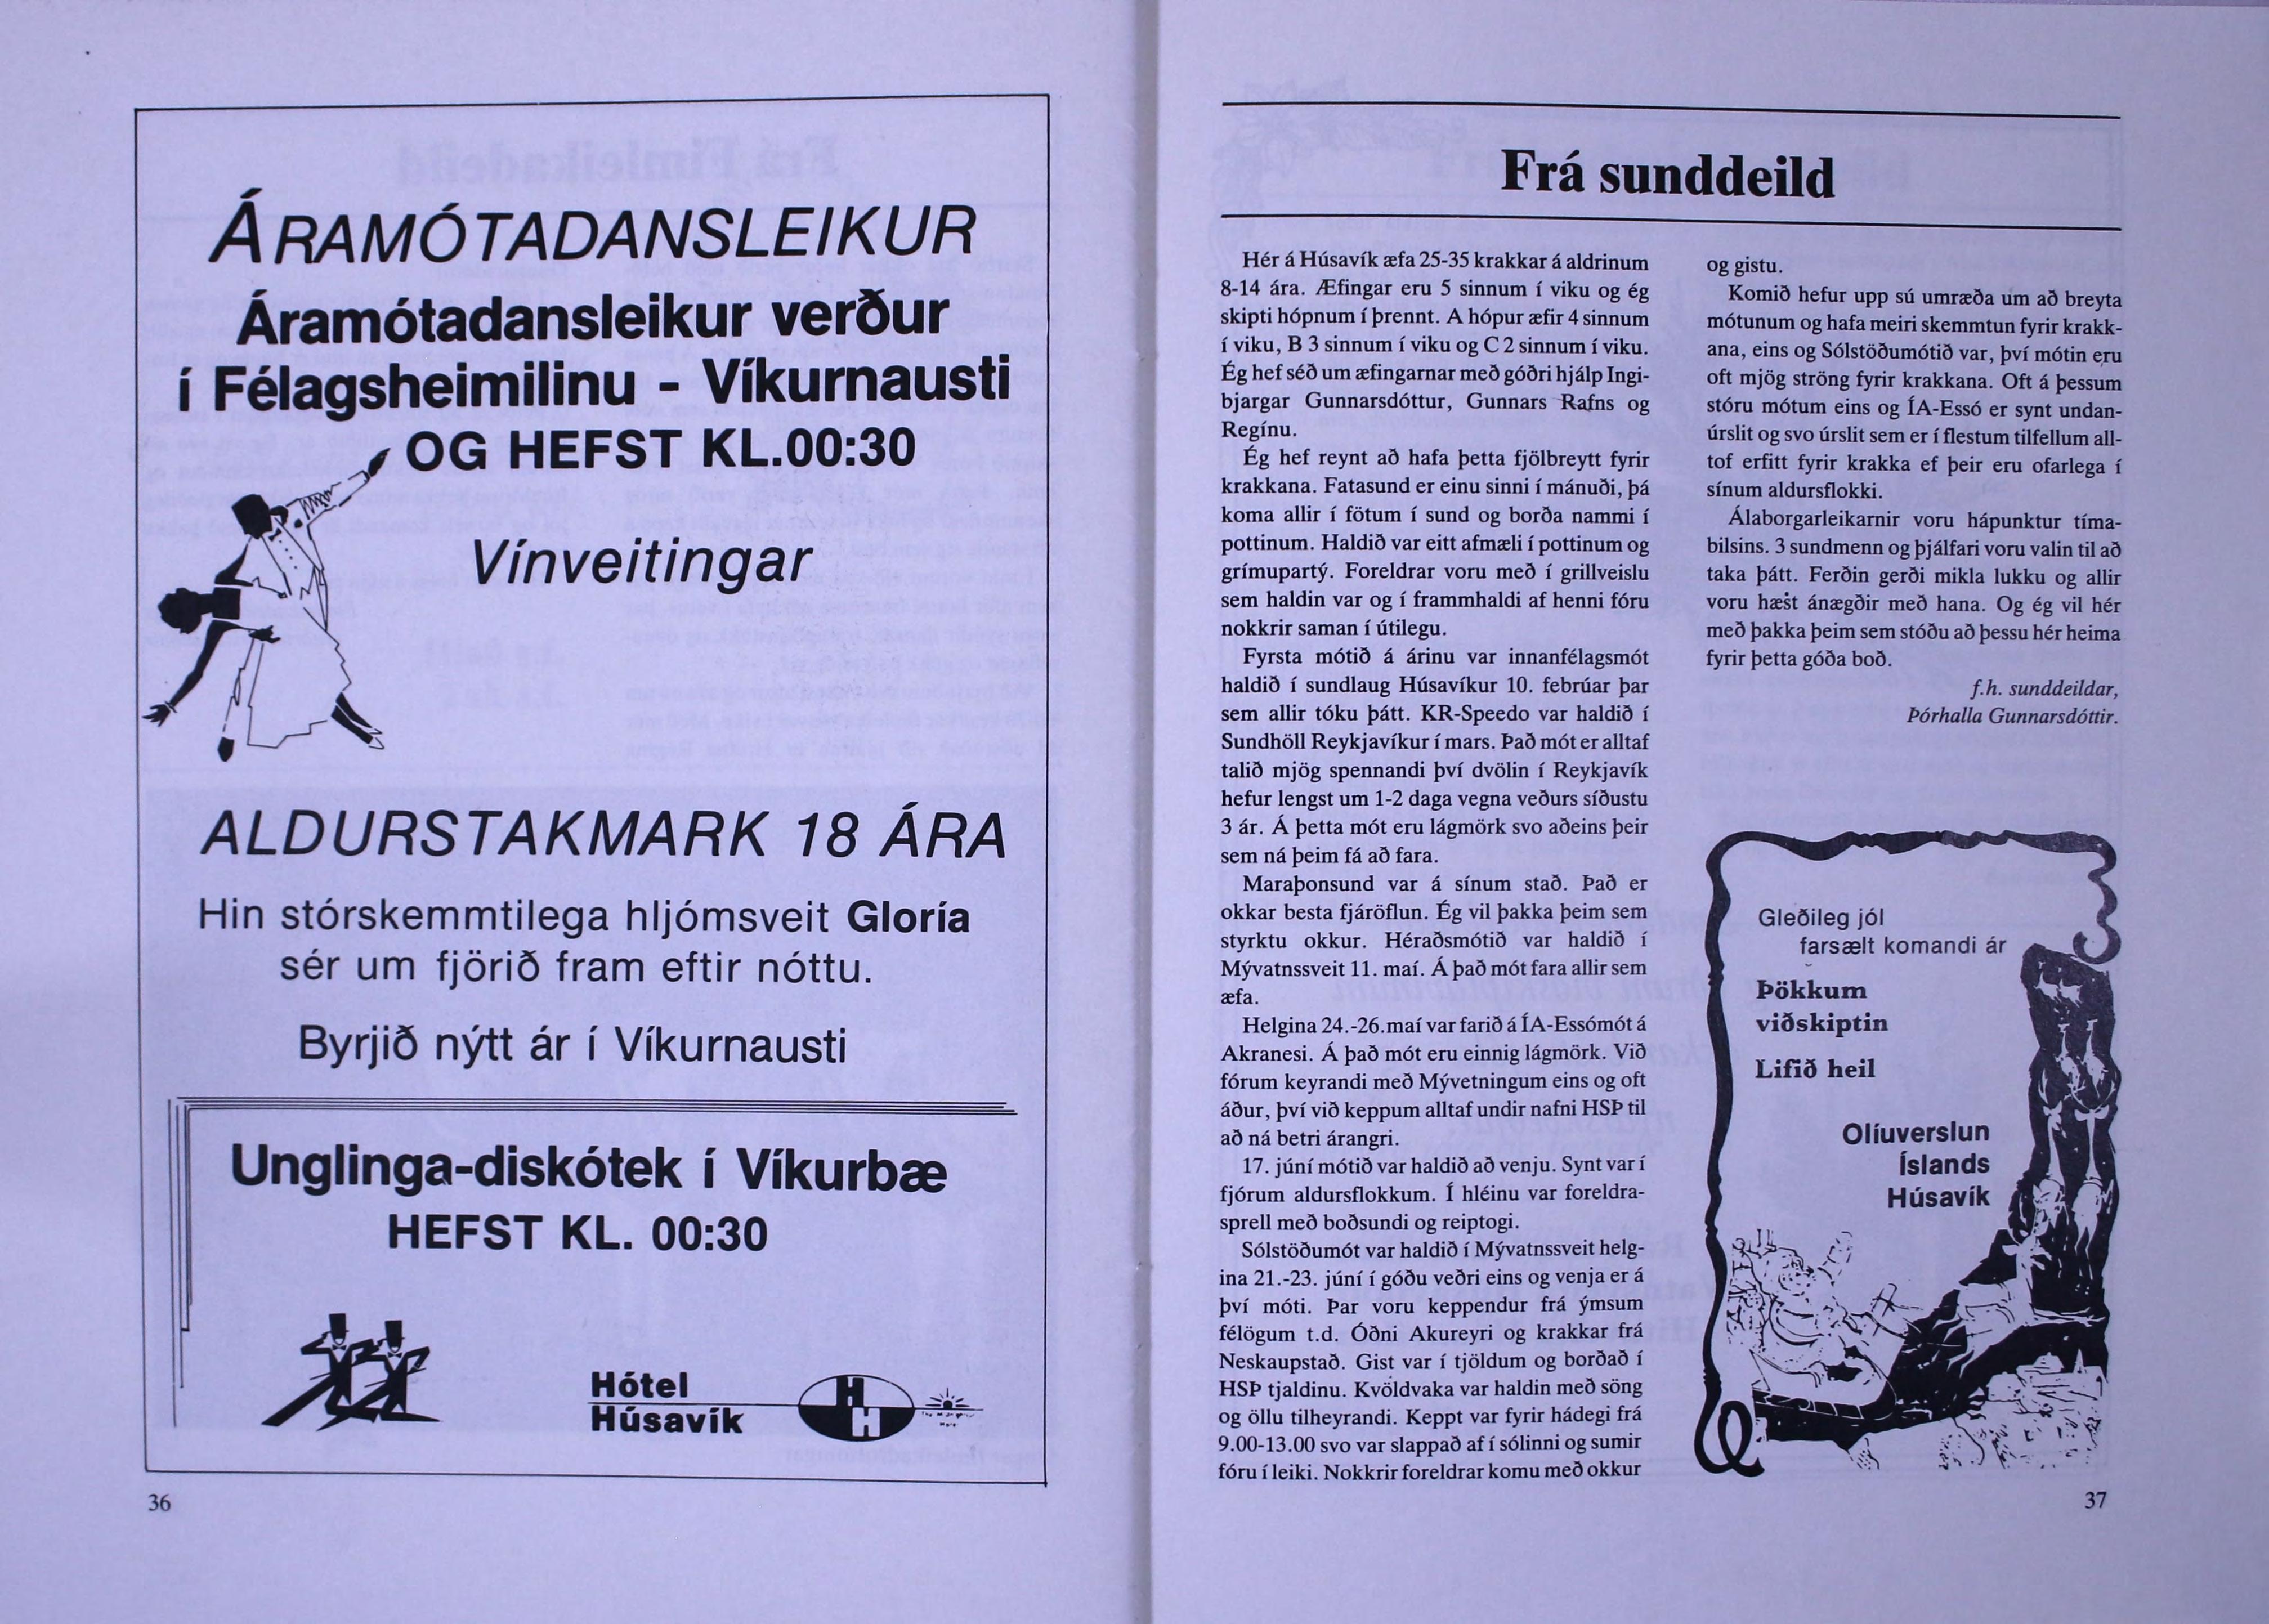 ÁRAMÓTADANSLEIKUR
Áramótadansleikur verður
í Félagsheimilinu - Víkurnausti
OG HEFST KL.00:30
Vínveitingar
ALDURSTAKMARK 18 ÁRA
Hin stórskemmtilega hljómsveit Gloría
sér um fjörið fram eftir nóttu.
Byrjið nýtt ár í Víkurnausti
Unglinga-diskótek í Víkurbæ
HEFST KL. 00:30
Hótel
Húsavík
HH
36
Frá sunddeild
Hér á Húsavík æfa 25-35 krakkar á aldrinum
8-14 ára. Æfingar eru 5 sinnum í viku og ég
skipti hópnum í þrennt. A hópur æfir 4 sinnum
í viku, B 3 sinnum í viku og C 2 sinnum í viku.
Ég hef séð um æfingarnar með góðri hjálp Ingi-
bjargar Gunnarsdóttur, Gunnars Rafns og
Regínu.
Ég hef reynt að hafa þetta fjölbreytt fyrir
krakkana. Fatasund er einu sinni í mánuði, þá
koma allir í fötum í sund og borða nammi í
pottinum. Haldið var eitt afmæli í pottinum og
grímupartý. Foreldrar voru með í grillveislu
sem haldin var og í frammhaldi af henni fóru
nokkrir saman í útilegu.
Fyrsta mótið á árinu var innanfélagsmót
haldið í sundlaug Húsavíkur 10. febrúar þar
sem allir tóku þátt. KR-Speedo var haldið í
Sundhöll Reykjavíkur í mars. Það mót er alltaf
talið mjög spennandi því dvölin í Reykjavík
hefur lengst um 1-2 daga vegna veðurs síðustu
3 ár. Á þetta mót eru lágmörk svo aðeins þeir
sem ná þeim fá að fara.
Maraþonsund var á sínum stað. Það er
okkar besta fjáröflun. Ég vil þakka þeim sem
styrktu okkur. Héraðsmótið var haldið í
Mývatnssveit 11. maí. Á það mót fara allir sem
æfa.
Helgina 24.-26.maí var farið á ÍA-Essómót á
Akranesi. Á það mót eru einnig lágmörk. Við
fórum keyrandi með Mývetningum eins og oft
áður, því við keppum alltaf undir nafni HSÞ til
að ná betri árangri.
17. júní mótið var haldið að venju. Synt var í
fjórum aldursflokkum. Í hléinu var foreldra-
sprell með boðsundi og reiptogi.
Sólstöðumót var haldið í Mývatnssveit helg-
ina 21.-23. júní í góðu veðri eins og venja er á
því móti. Þar voru keppendur frá ýmsum
félögum t.d. Óðni Akureyri og krakkar frá
Neskaupstað. Gist var í tjöldum og borðað í
HSÞ tjaldinu. Kvöldvaka var haldin með söng
og öllu tilheyrandi. Keppt var fyrir hádegi frá
9.00-13.00 svo var slappað af í sólinni og sumir
fóru í leiki. Nokkrir foreldrar komu með okkur
og gistu.
Komið hefur upp sú umræða um að breyta
mótunum og hafa meiri skemmtun fyrir krakk-
ana, eins og Sólstöðumótið var, því mótin eru
oft mjög ströng fyrir krakkana. Oft á þessum
stóru mótum eins og ÍA-Essó er synt undan-
úrslit og svo úrslit sem er í flestum tilfellum all-
tof erfitt fyrir krakka ef þeir eru ofarlega í
sínum aldursflokki.
Álaborgarleikarnir voru hápunktur tíma-
bilsins. 3 sundmenn og þjálfari voru valin til að
taka þátt. Ferðin gerði mikla lukku og allir
voru hæst ánægðir með hana. Og ég vil hér
með þakka þeim sem stóðu að þessu hér heima
fyrir þetta góða boð.
f.h. sunddeildar,
Þórhalla Gunnarsdóttir.
Gleðileg jól
farsælt komandi ár
Þökkum
viðskiptin
Lifið heil
Olíuverslun
Íslands
Húsavík
37